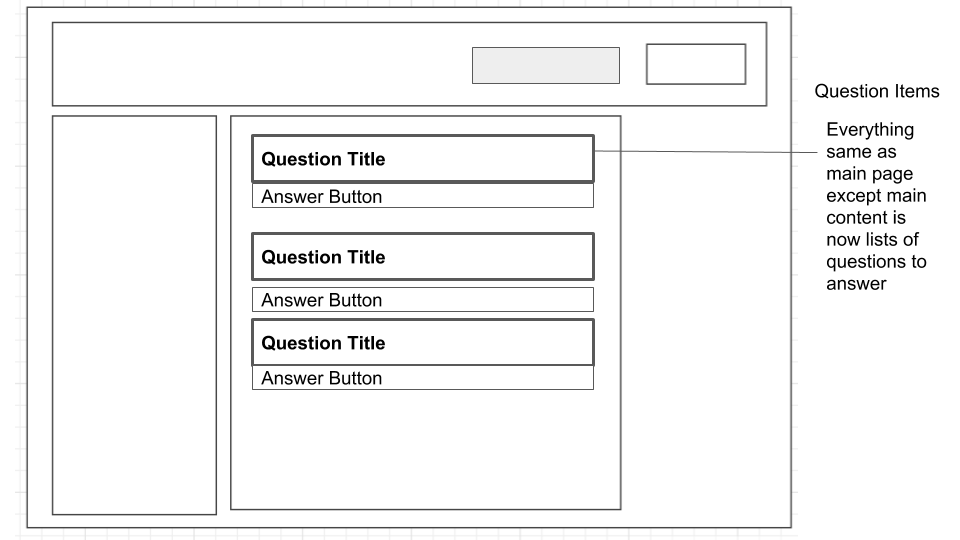 Question Items
Question Title
Answer Button
Question Title
Answer Button
Question Title
Answer Button
Everything
same as
main page
except main
content is
now lists of
questions to
answer